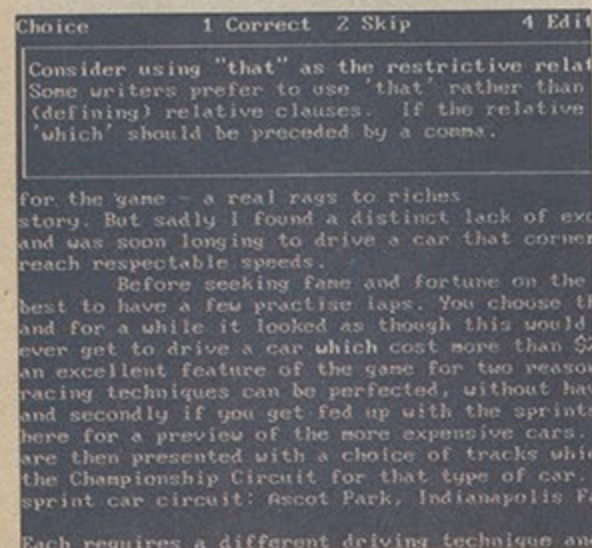 Choice 1 Correct 2 Skip 4 Edit
Consider using "that" as the restrictive relat
Some writers prefer to use 'that' rather than
(defining) relative clauses. If the relative
'which' should be preceded by a comma.
for the game - a real rags to riches
story. But sadly I found a distinct lack of exc
and was soon longing to drive a car that corner
reach respectable speeds.
Before seeking fame and fortune on the
best to have a few practise laps. You choose th
and for a while it looked as though this would
ever get to drive a car which cost more than $2
an excellent feature of the game for two reason
racing techniques can be perfected, without hav
and secondly if you get fed up with the sprints
here for a preview of the more expensive cars.
are then presented with a choice of tracks whic
the Championship Circuit for that type of car.
sprint car circuit: Ascot Park, Indianapolis Fa
Each requires a different driving technique and